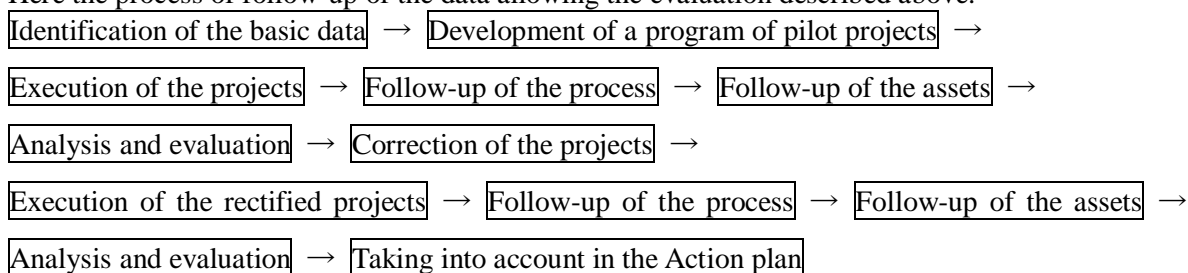 Here the process of follow-up of the data allowing the evaluation described above.
Identification of the basic data → Development of a program of pilot projects →
Execution of the projects → Follow-up of the process → Follow-up of the assets →
Analysis and evaluation → Correction of the projects →
Execution of the rectified projects → Follow-up of the process → Follow-up of the assets →
Analysis and evaluation → Taking into account in the Action plan